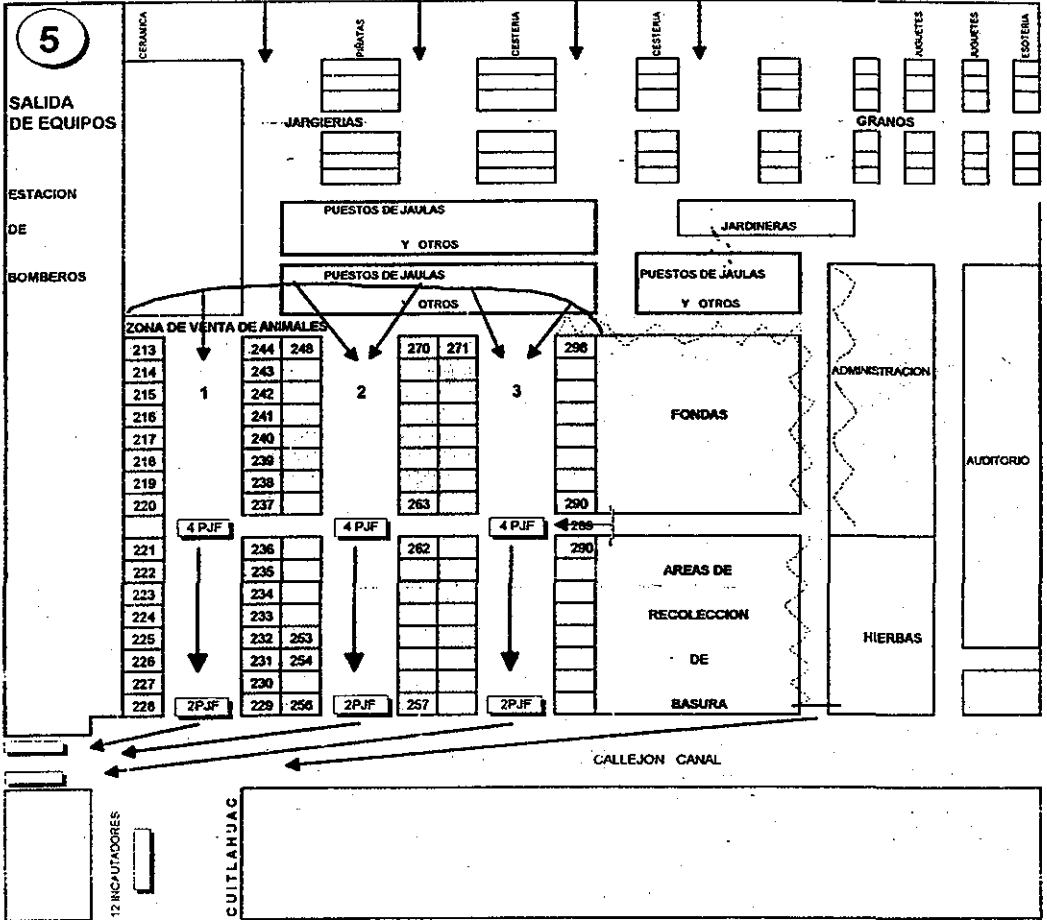 5
CERAMICA
PIÑATAS
CESTERIA
CESTERIA
JUGUETES
JUGUETES
ESOTERIA
SALIDA
DE EQUIPOS
JARGIERIAS
GRANOS
ESTACION
DE
BOMBEROS
PUESTOS DE JAULAS
Y OTROS
JARDINERAS
PUESTOS DE JAULAS
Y OTROS
PUESTOS DE JAULAS
Y OTROS
ZONA DE VENTA DE ANIMALES
213
214
215
216
217
218
219
220
221
222
223
224
225
226
227
228
1
4 PJF
2PJF
244 248
243
242
241
240
239
238
237
236
235
234
233
232 253
231 254
230
229 256
2
4 PJF
2PJF
270 271
263
262
257
3
4 PJF
2PJF
298
290
289
290
FONDAS
AREAS DE
RECOLECCION
DE
BASURA
ADMINISTRACION
HIERBAS
AUDITORIO
CALLEJON CANAL
12 INCAUTADORES
CUITLAHUAC